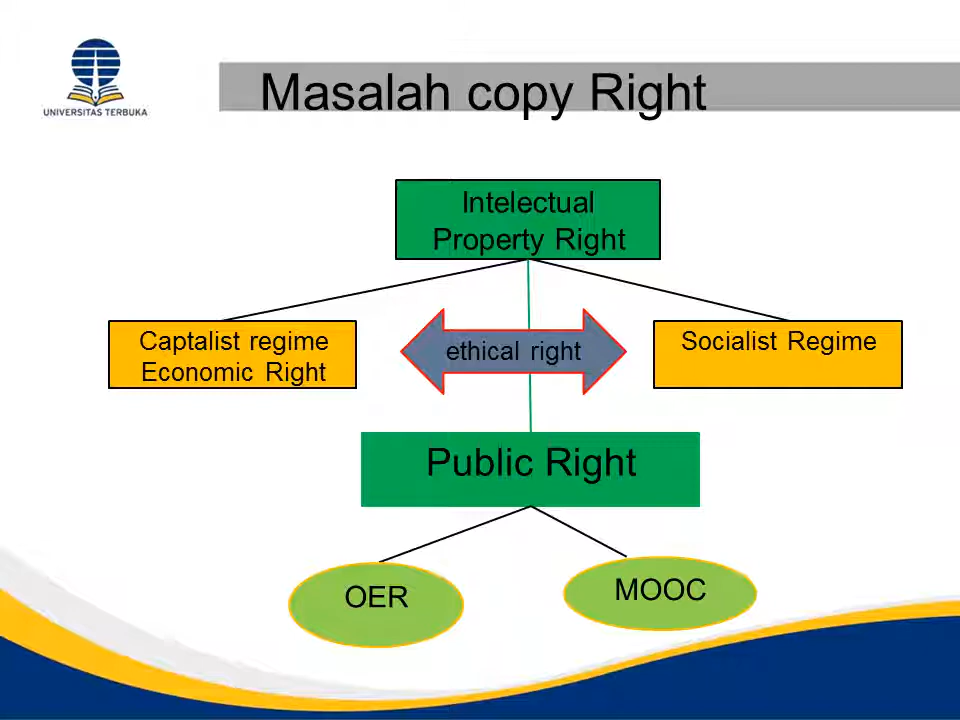 UNIVERSITAS TERBUKA
Masalah copy Right
Intelectual
Property Right
Captalist regime
Economic Right
ethical right
Socialist Regime
Public Right
OER
MOOC